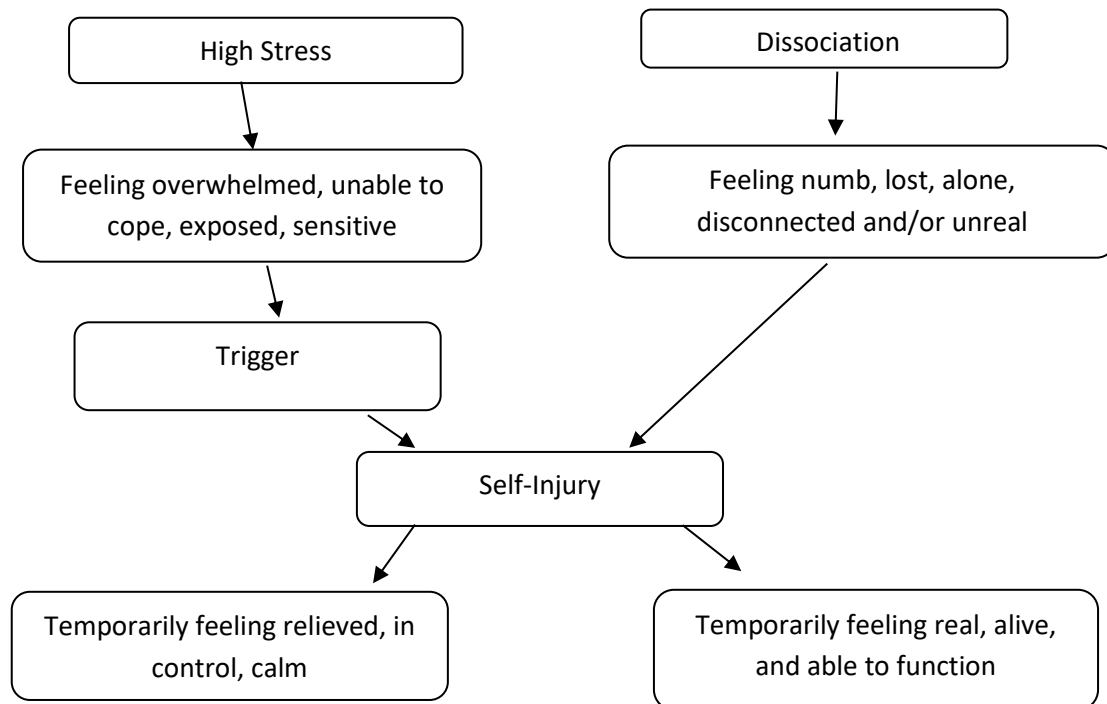 High Stress
Dissociation
Feeling overwhelmed, unable to
cope, exposed, sensitive
Feeling numb, lost, alone,
disconnected and/or unreal
Trigger
Self-Injury
Temporarily feeling relieved, in
control, calm
Temporarily feeling real, alive,
and able to function